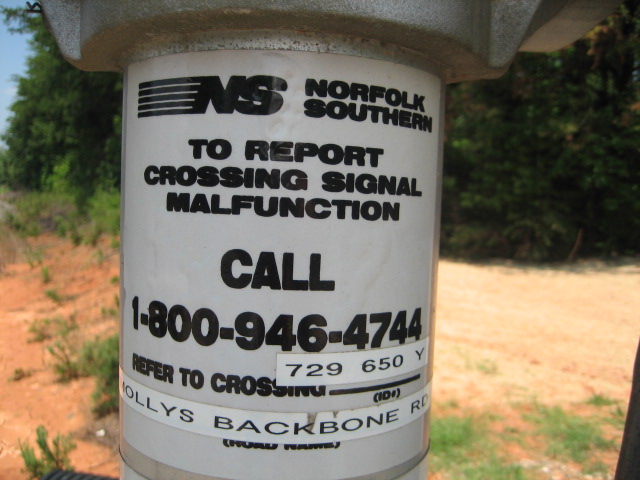 NS NORFOLK
SOUTHERN
TO REPORT
CROSSING SIGNAL
MALFUNCTION
CALL
1-800-946-4744
729 650 Y
REFER TO CROSSING
(ID#)
OLLYS BACKBONE RD
(ROAD NAME)